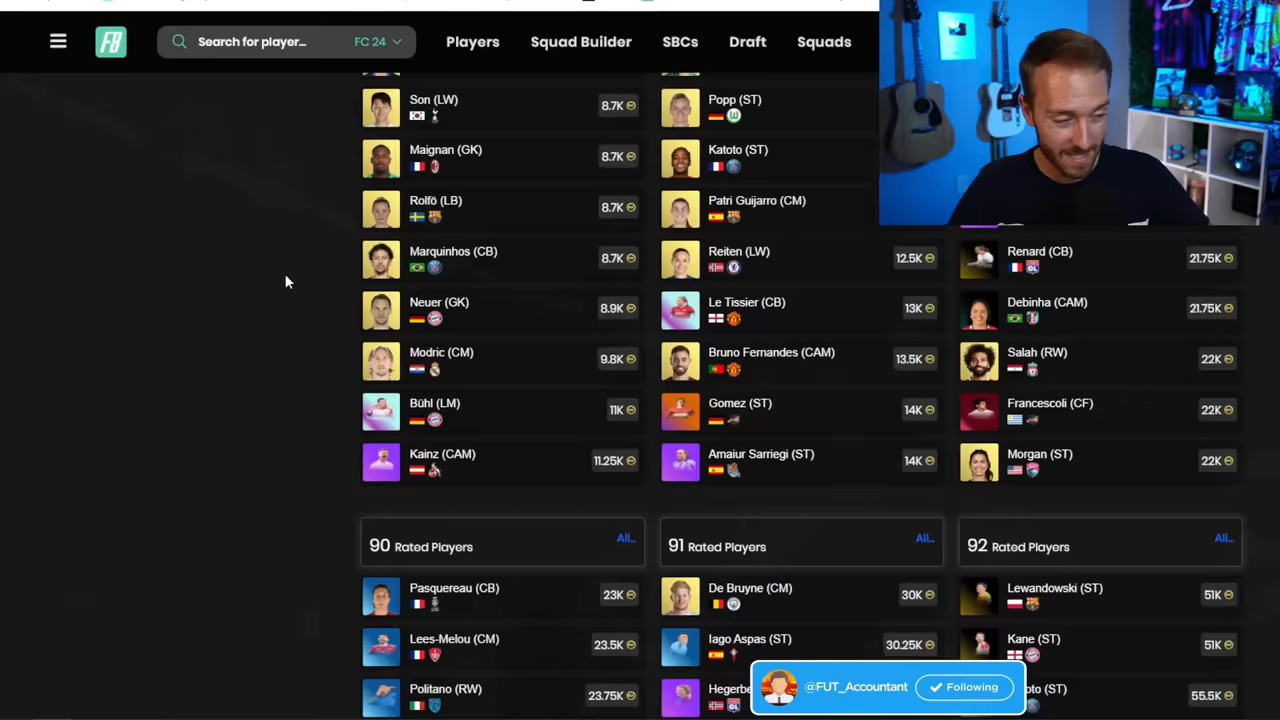 FB
Search for player...
FC 24
Players
Squad Builder
SBCs
Draft
Squads
Son (LW)
8.7K
Maignan (GK)
8.7K
Rolfö (LB)
8.7K
Marquinhos (CB)
8.7K
Neuer (GK)
8.9K
Modric (CM)
9.8K
Bühl (LM)
11K
Kainz (CAM)
11.25K
Popp (ST)
Katoto (ST)
Patri Guijarro (CM)
Reiten (LW)
12.5K
Le Tissier (CB)
13K
Bruno Fernandes (CAM)
13.5K
Gomez (ST)
14K
Amaiur Sarriegi (ST)
14K
Renard (CB)
21.75K
Debinha (CAM)
21.75K
Salah (RW)
22K
Francescoli (CF)
22K
Morgan (ST)
22K
90 Rated Players
All...
Pasquereau (CB)
23K
Lees-Melou (CM)
23.5K
Politano (RW)
23.75K
91 Rated Players
All...
De Bruyne (CM)
30K
Iago Aspas (ST)
30.25K
Hegerbe
92 Rated Players
All...
Lewandowski (ST)
51K
Kane (ST)
51K
oto (ST)
55.5K
@FUT_Accountant
Following